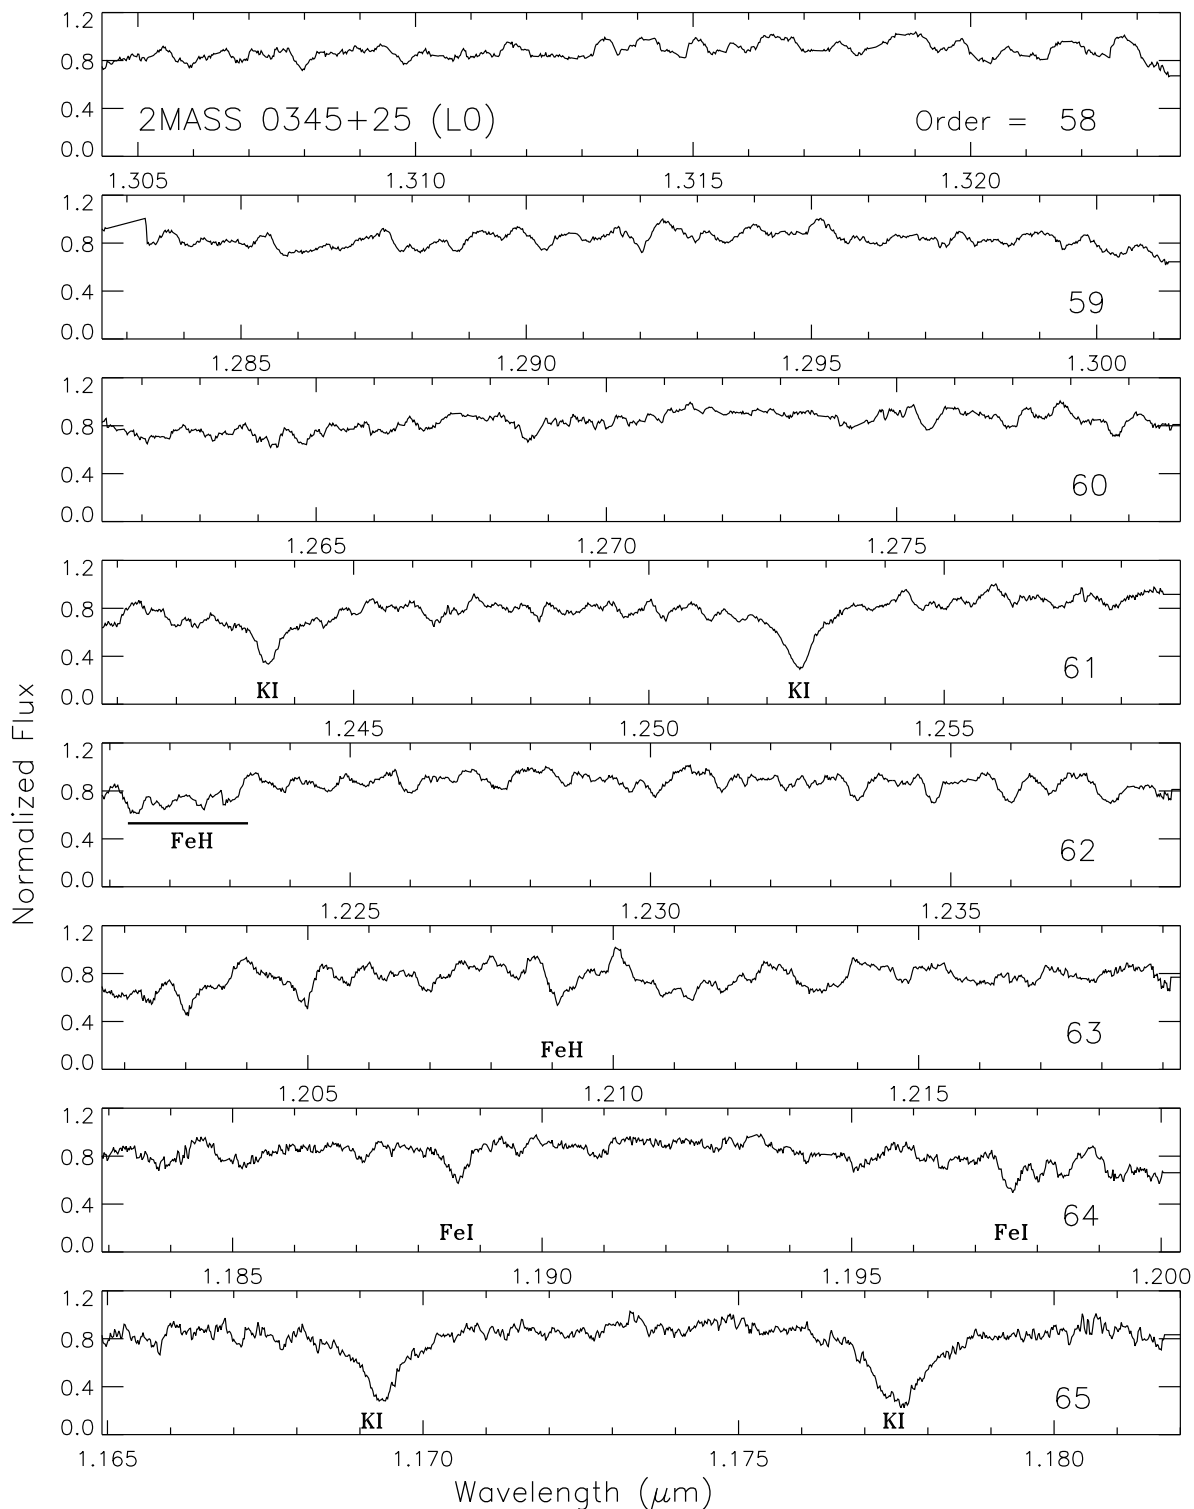 1.2
0.8
0.4
0.0
2MASS 0345+25 (L0)
Order = 58
1.305 1.310 1.315 1.320
1.2
0.8
0.4
0.0
59
1.285 1.290 1.295 1.300
1.2
0.8
0.4
0.0
60
1.265 1.270 1.275
1.2
0.8
0.4
0.0
61
KI KI
1.245 1.250 1.255
Normalized Flux
1.2
0.8
0.4
0.0
FeH
62
1.225 1.230 1.235
1.2
0.8
0.4
0.0
63
FeH
1.205 1.210 1.215
1.2
0.8
0.4
0.0
64
FeI FeI
1.185 1.190 1.195 1.200
1.2
0.8
0.4
0.0
65
KI KI
1.165 1.170 1.175 1.180
Wavelength (μm)